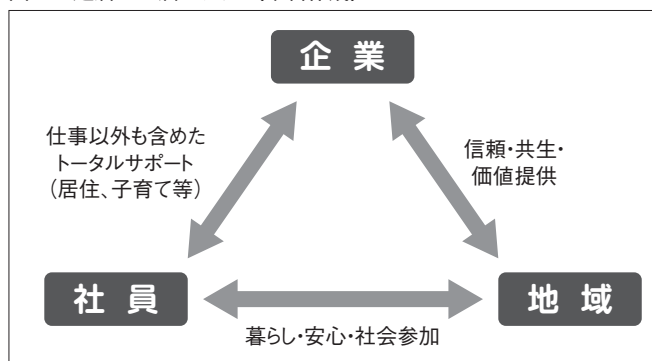 企業
仕事以外も含めた
トータルサポート
(居住、子育て等)
信頼・共生・
価値提供
社員
地域
暮らし・安心・社会参加